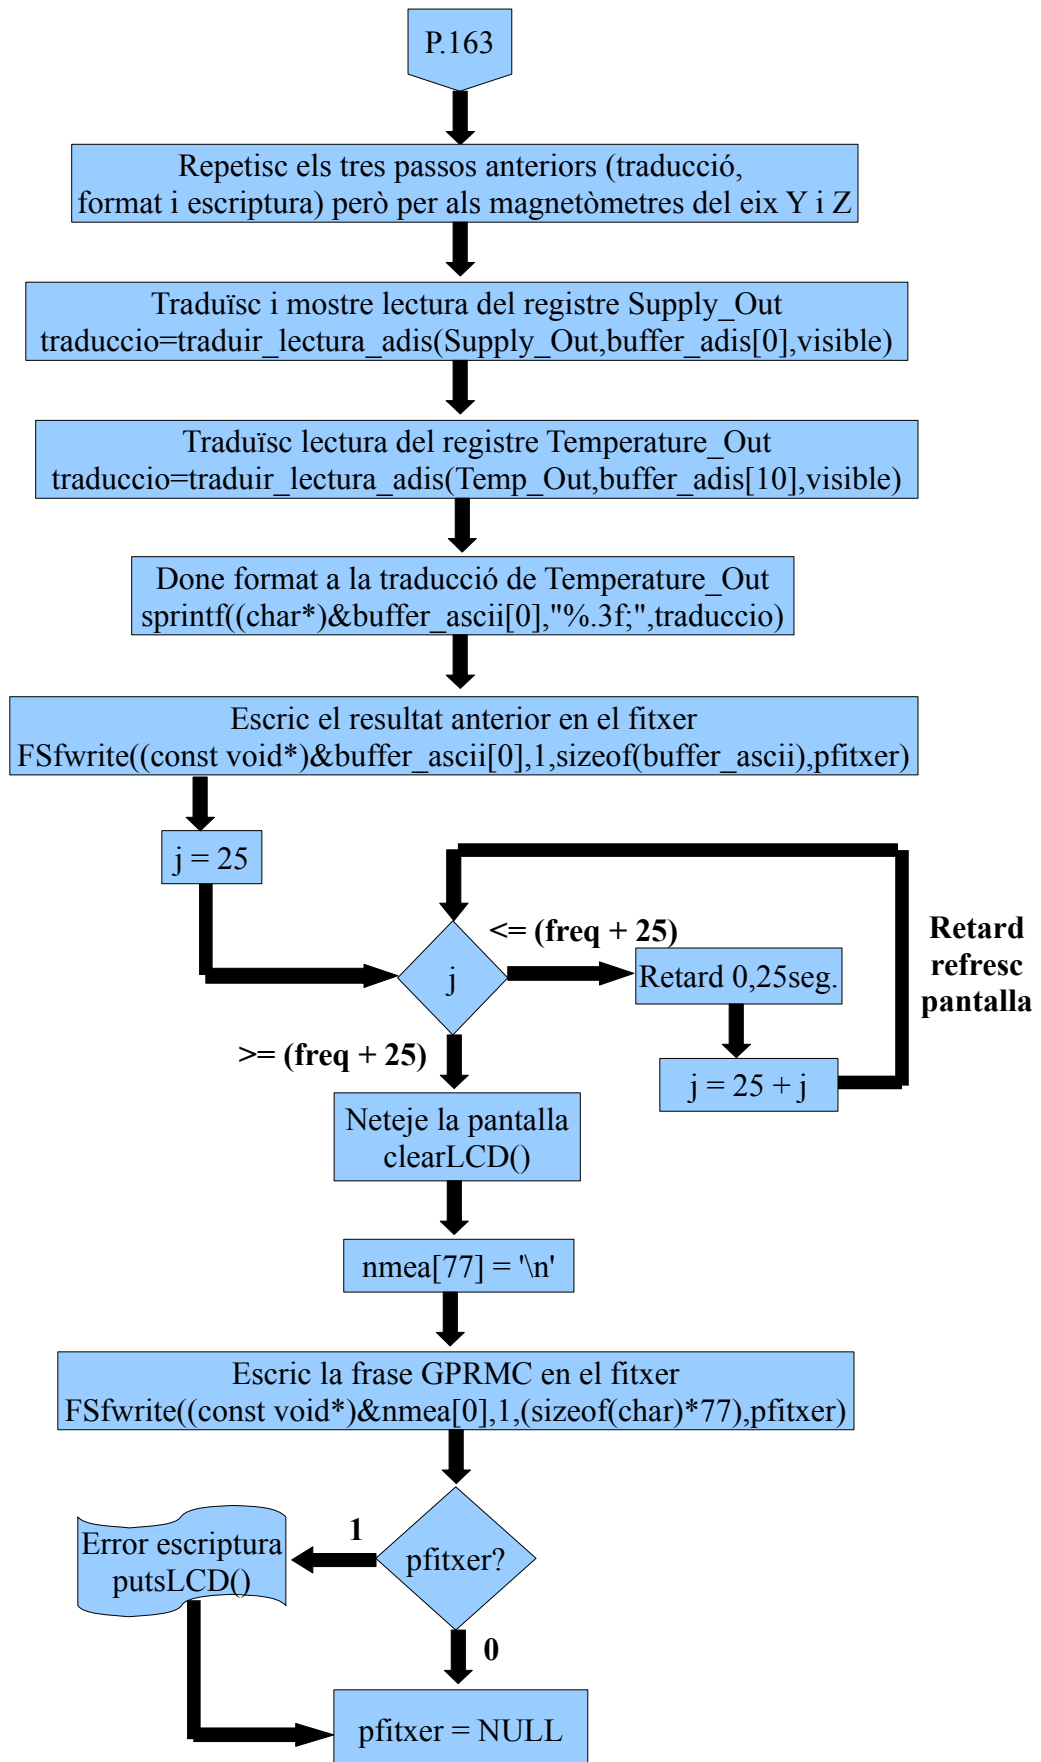 P.163
Repetisc els tres passos anteriors (traducció,
format i escriptura) però per als magnetòmetres del eix Y i Z
Traduïsc i mostre lectura del registre Supply_Out
traduccio=traduir_lectura_adis(Supply_Out,buffer_adis[0],visible)
Traduïsc lectura del registre Temperature_Out
traduccio=traduir_lectura_adis(Temp_Out,buffer_adis[10],visible)
Done format a la traducció de Temperature_Out
sprintf((char*)&buffer_ascii[0],"%.3f;",traduccio)
Escric el resultat anterior en el fitxer
FSfwrite((const void*)&buffer_ascii[0],1,sizeof(buffer_ascii),pfitxer)
j = 25
<= (freq + 25)
j
Retard 0,25seg.
Retard
refresc
pantalla
>= (freq + 25)
j = 25 + j
Neteje la pantalla
clearLCD()
nmea[77] = '\n'
Escric la frase GPRMC en el fitxer
FSfwrite((const void*)&nmea[0],1,(sizeof(char)*77),pfitxer)
1
Error escriptura
putsLCD()
pfitxer?
0
pfitxer = NULL